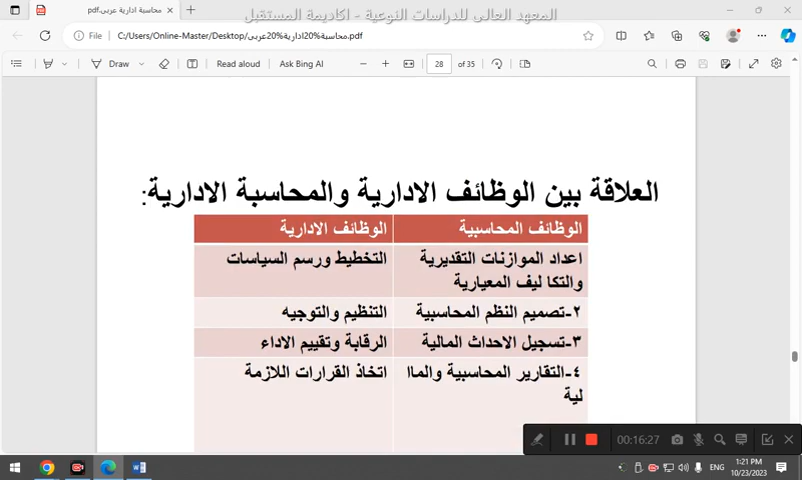 المعهد العالى للدراسات النوعية - اكاديمة المستقبل
محاسبة ادارية عربى.pdf
File
C:/Users/Online-Master/Desktop/محاسبة%20ادارية%20عربى.pdf
Draw
Read aloud
Ask Bing AI
28 of 35
العلاقة بين الوظائف الادارية والمحاسبة الادارية:
الوظائف المحاسبية
الوظائف الادارية
اعداد الموازنات التقديرية
والتكا ليف المعيارية
التخطيط ورسم السياسات
٢-تصميم النظم المحاسبية
التنظيم والتوجيه
٣-تسجيل الاحداث المالية
الرقابة وتقييم الاداء
٤-التقارير المحاسبية والماا
لية
اتخاذ القرارات اللازمة
00:16:27
ENG
1:21 PM
10/23/2023